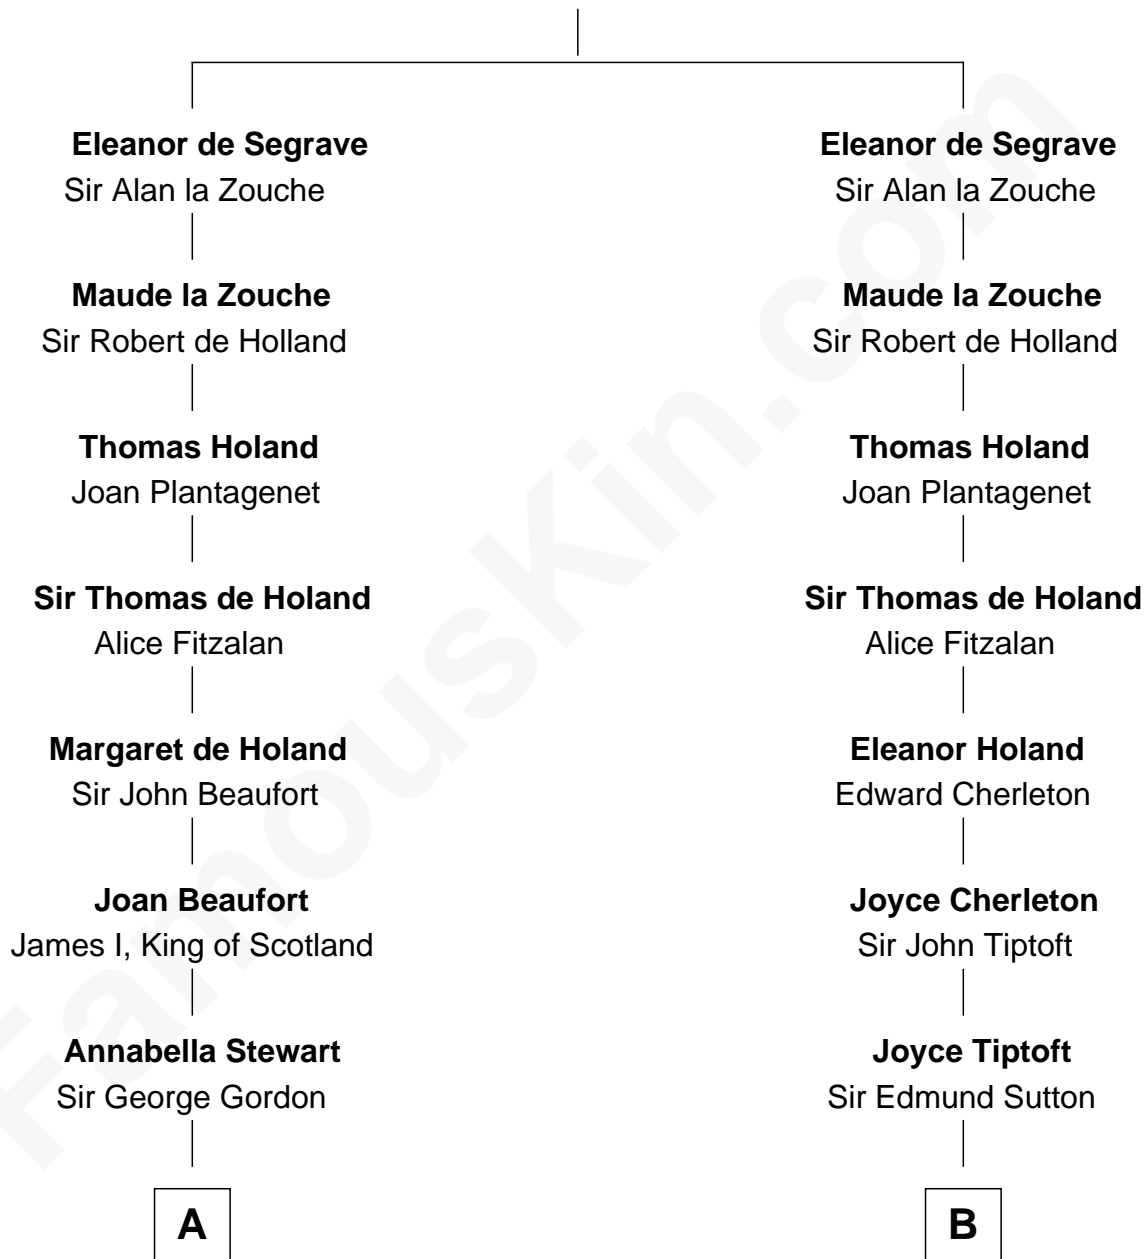 Eleanor de Segrave
Sir Alan la Zouche
Maude la Zouche
Sir Robert de Holland
Thomas Holand
Joan Plantagenet
Sir Thomas de Holand
Alice Fitzalan
Margaret de Holand
Sir John Beaufort
Joan Beaufort
James I, King of Scotland
Annabella Stewart
Sir George Gordon
A
Eleanor de Segrave
Sir Alan la Zouche
Maude la Zouche
Sir Robert de Holland
Thomas Holand
Joan Plantagenet
Sir Thomas de Holand
Alice Fitzalan
Eleanor Holand
Edward Cherleton
Joyce Cherleton
Sir John Tiptoft
Joyce Tiptoft
Sir Edmund Sutton
B
FamousKin.com